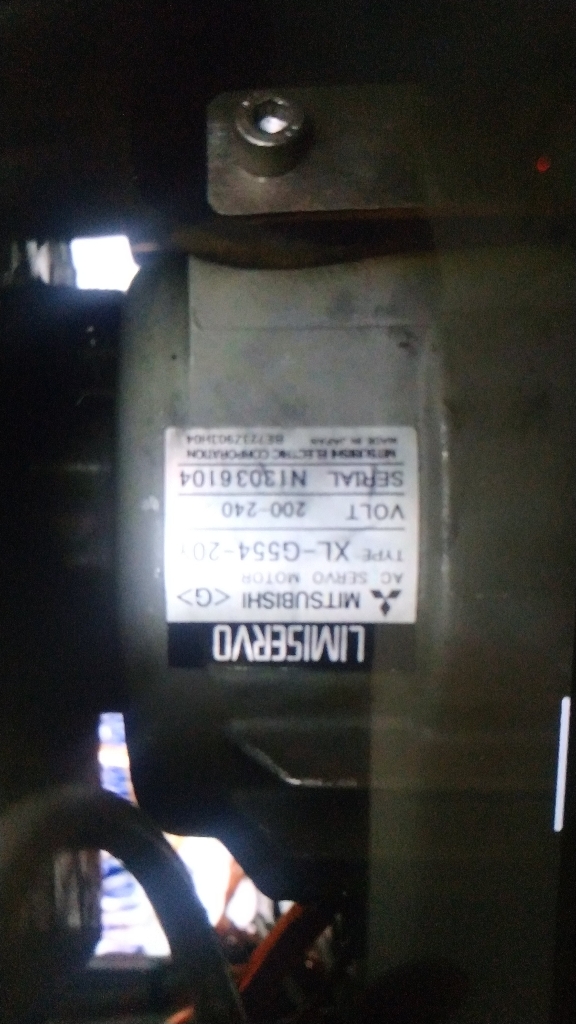 LIMISERVO
MITSUBISHI <G>
AC SERVO MOTOR
TYPE XL-G554-20
VOLT 200-240
SERIAL N13036104
MITSUBISHI ELECTRIC CORPORATION
MADE IN JAPAN